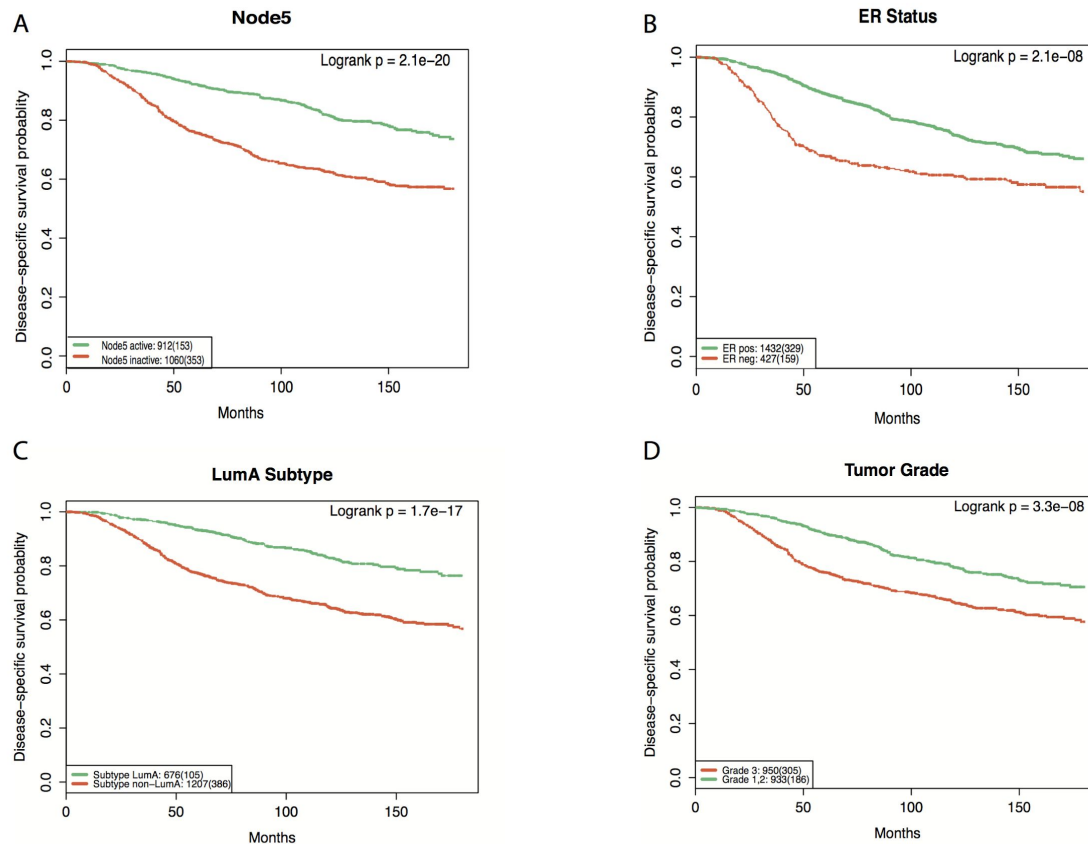 A
Node5
Logrank p = 2.1e-20
Disease-specific survival probablity
1.0
0.8
0.6
0.4
0.2
0.0
Node5 active: 912(153)
Node5 inactive: 1060(353)
0 50 100 150
Months
B
ER Status
Logrank p = 2.1e-08
Disease-specific survival probablity
1.0
0.8
0.6
0.4
0.2
0.0
ER pos: 1432(329)
ER neg: 427(159)
0 50 100 150
Months
C
LumA Subtype
Logrank p = 1.7e-17
Disease-specific survival probablity
1.0
0.8
0.6
0.4
0.2
0.0
Subtype LumA: 676(105)
Subtype non-LumA: 1207(386)
0 50 100 150
Months
D
Tumor Grade
Logrank p = 3.3e-08
Disease-specific survival probablity
1.0
0.8
0.6
0.4
0.2
0.0
Grade 3: 950(305)
Grade 1,2: 933(186)
0 50 100 150
Months